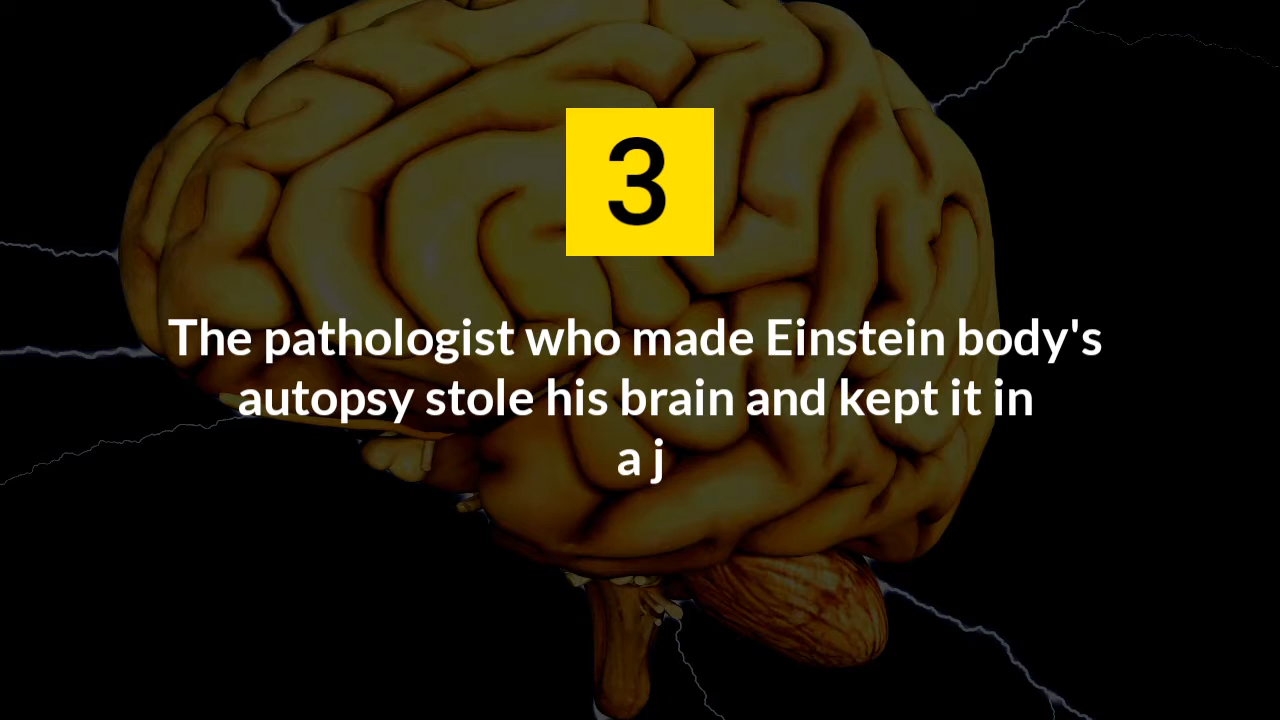 3
The pathologist who made Einstein body's
autopsy stole his brain and kept it in
a j